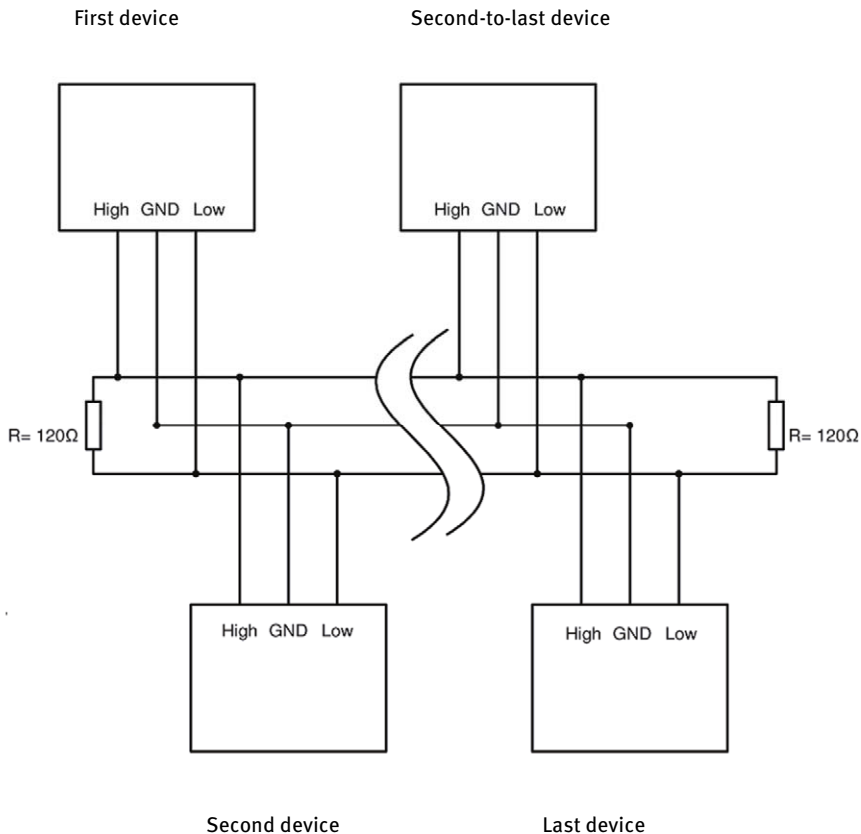 First device Second-to-last device
High GND Low High GND Low
R= 120Ω R= 120Ω
High GND Low High GND Low
Second device Last device